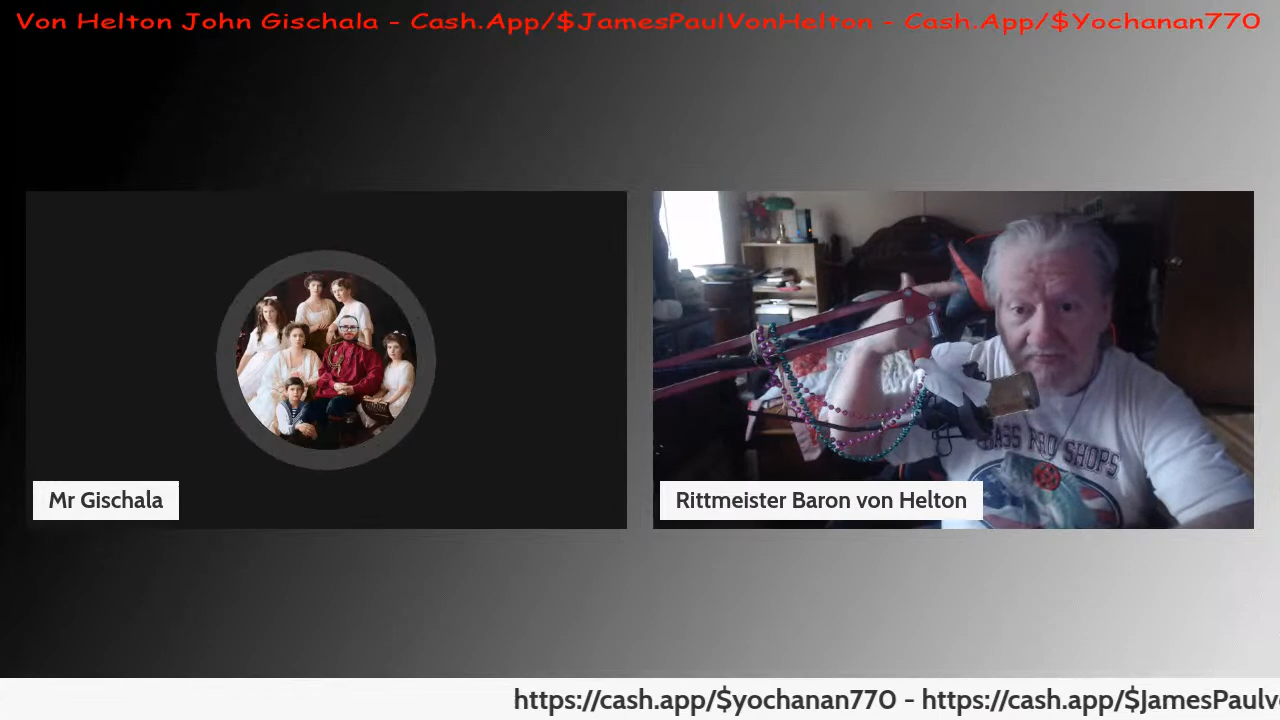 Von Helton John Gischala - Cash.App/$JamesPaulVonHelton - Cash.App/$Yochanan770
BASS PRO SHOPS
Mr Gischala
Rittmeister Baron von Helton
https://cash.app/$yochanan770 - https://cash.app/$JamesPaulv